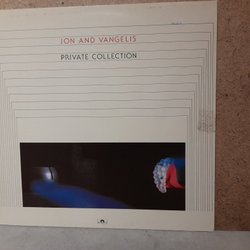 JON AND VANGELIS
PRIVATE COLLECTION